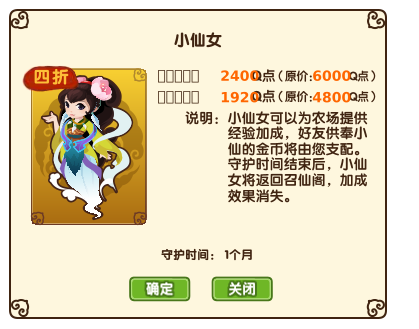 小仙女
四折
2400Q点(原价:6000Q点)
1920Q点(原价:4800Q点)
说明: 小仙女可以为农场提供
经验加成，好友供奉小
仙的金币将由您支配。
守护时间结束后，小仙
女将返回召仙阁，加成
效果消失。
守护时间: 1个月
确定
关闭